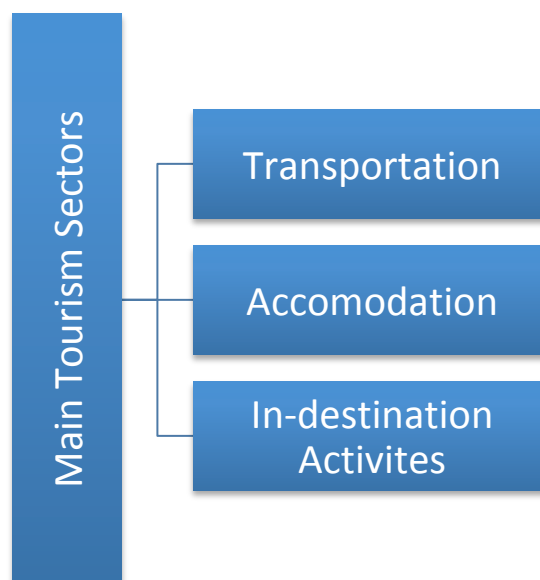 Main Tourism Sectors
Transportation
Accomodation
In-destination
Activites